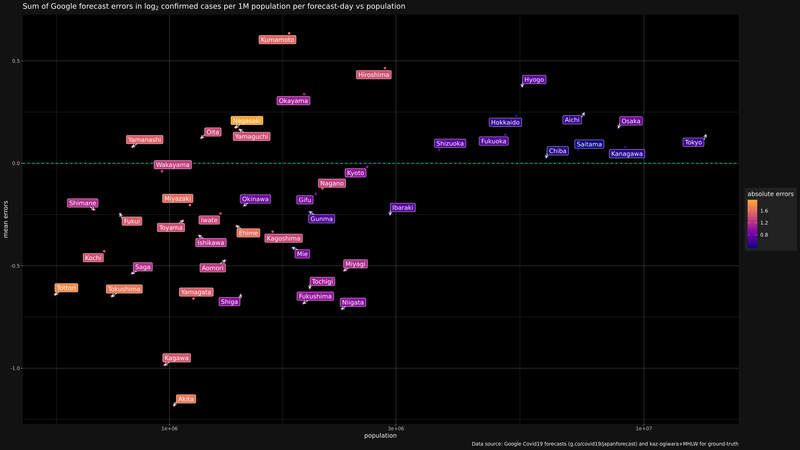 Sum of Google forecast errors in log2 confirmed cases per 1M population per forecast-day vs population
Kumamoto
Hiroshima
Hyogo
Okayama
Nagasaki
Hokkaido
Aichi
Osaka
Oita
Yamaguchi
Yamanashi
Shizuoka
Fukuoka
Saitama
Tokyo
Chiba
Kanagawa
Wakayama
Kyoto
Nagano
Miyazaki
Okinawa
Gifu
Shimane
Ibaraki
Fukui
Iwate
Gunma
Toyama
Ehime
Kagoshima
Ishikawa
Mie
Kochi
Saga
Aomori
Miyagi
Tochigi
Tottori
Tokushima
Yamagata
Fukushima
Shiga
Niigata
Kagawa
Akita
0.5
0.0
-0.5
-1.0
mean errors
1e+06
3e+06
1e+07
population
absolute errors
1.6
1.2
0.8
Data source: Google Covid19 forecasts (g.co/covid19/japanforecast) and kaz-ogiwara+MHLW for ground-truth